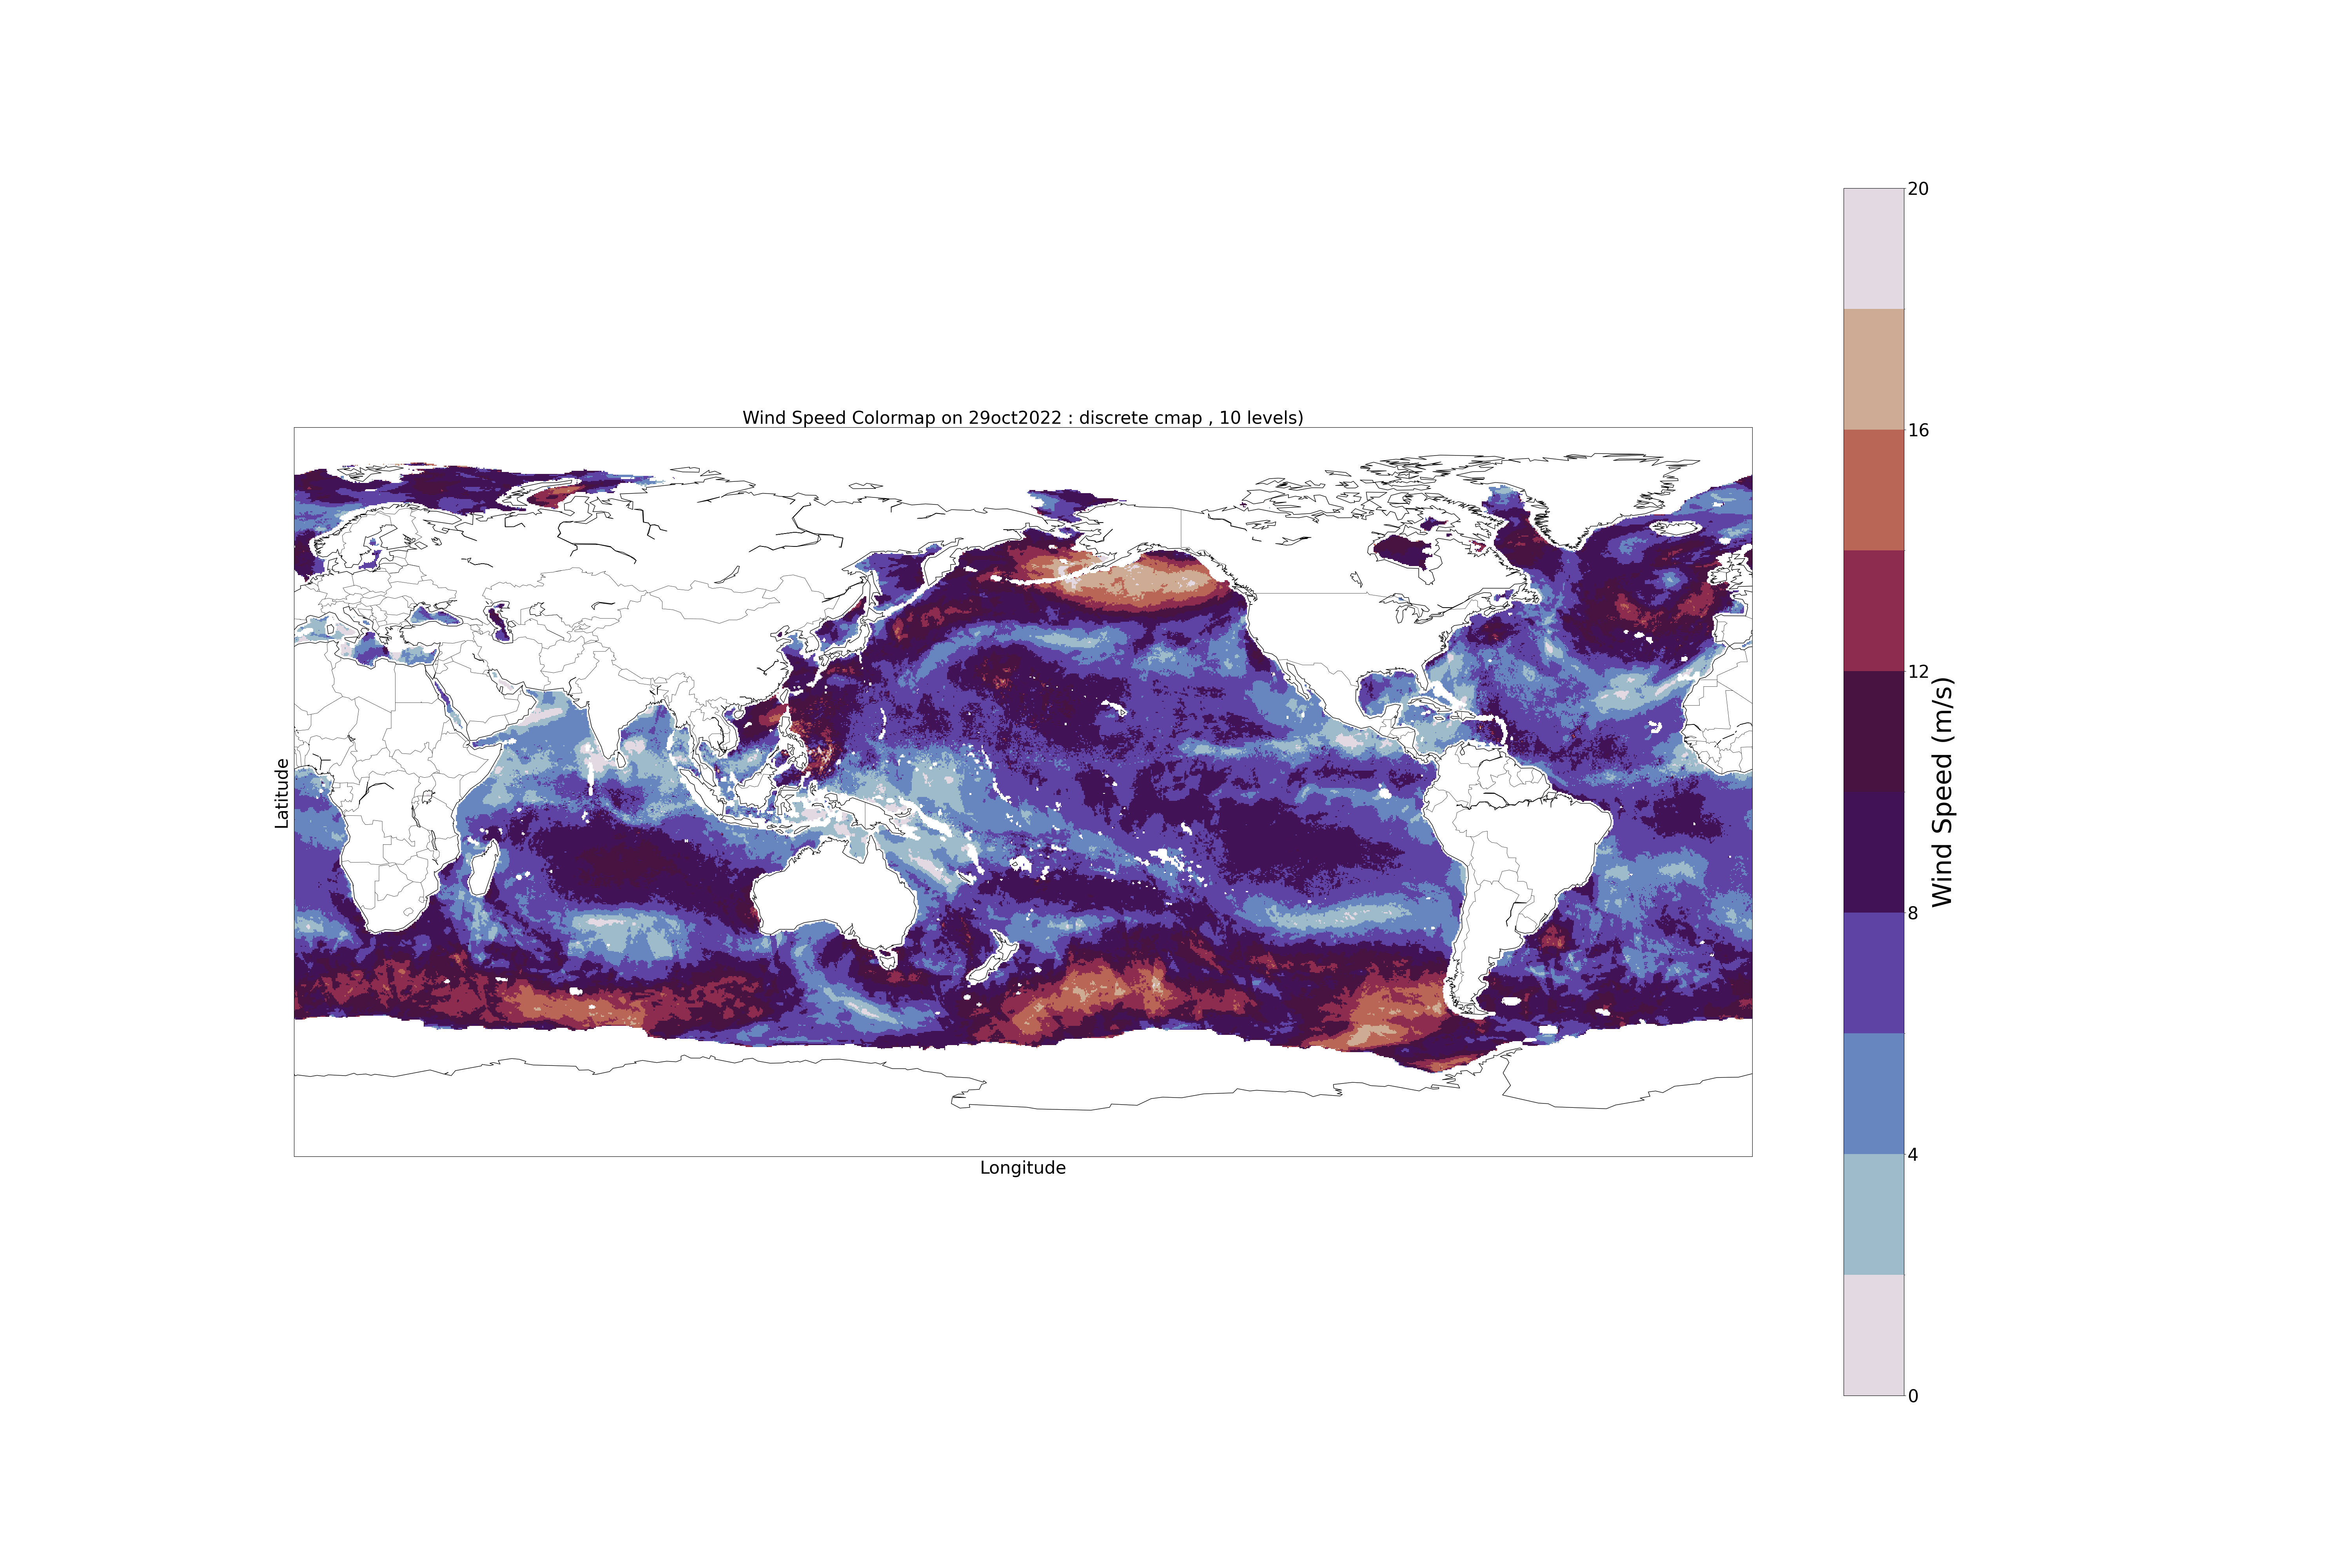 Wind Speed Colormap on 29oct2022 : discrete cmap , 10 levels)
Latitude
Longitude
20
16
12
8
4
0
Wind Speed (m/s)